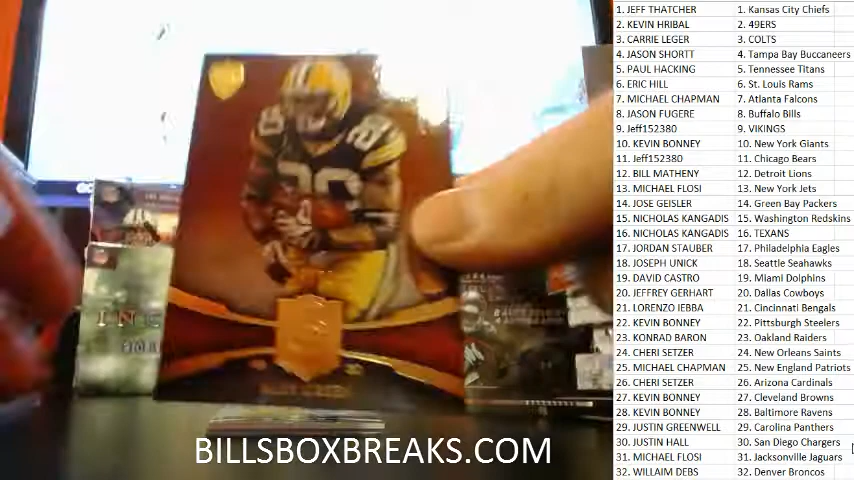 1. JEFF THATCHER 1. Kansas City Chiefs
2. KEVIN HRIBAL 2. 49ERS
3. CARRIE LEGER 3. COLTS
4. JASON SHORTT 4. Tampa Bay Buccaneers
5. PAUL HACKING 5. Tennessee Titans
6. ERIC HILL 6. St. Louis Rams
7. MICHAEL CHAPMAN 7. Atlanta Falcons
8. JASON FUGERE 8. Buffalo Bills
9. Jeff152380 9. VIKINGS
10. KEVIN BONNEY 10. New York Giants
11. Jeff152380 11. Chicago Bears
12. BILL MATHENY 12. Detroit Lions
13. MICHAEL FLOSI 13. New York Jets
14. JOSE GEISLER 14. Green Bay Packers
15. NICHOLAS KANGADIS 15. Washington Redskins
16. NICHOLAS KANGADIS 16. TEXANS
17. JORDAN STAUBER 17. Philadelphia Eagles
18. JOSEPH UNICK 18. Seattle Seahawks
19. DAVID CASTRO 19. Miami Dolphins
20. JEFFREY GERHART 20. Dallas Cowboys
21. LORENZO IEBBA 21. Cincinnati Bengals
22. KEVIN BONNEY 22. Pittsburgh Steelers
23. KONRAD BARON 23. Oakland Raiders
24. CHERI SETZER 24. New Orleans Saints
25. MICHAEL CHAPMAN 25. New England Patriots
26. CHERI SETZER 26. Arizona Cardinals
27. KEVIN BONNEY 27. Cleveland Browns
28. KEVIN BONNEY 28. Baltimore Ravens
29. JUSTIN GREENWELL 29. Carolina Panthers
30. JUSTIN HALL 30. San Diego Chargers
31. MICHAEL FLOSI 31. Jacksonville Jaguars
32. WILLAIM DEBS 32. Denver Broncos
BILLSBOXBREAKS.COM